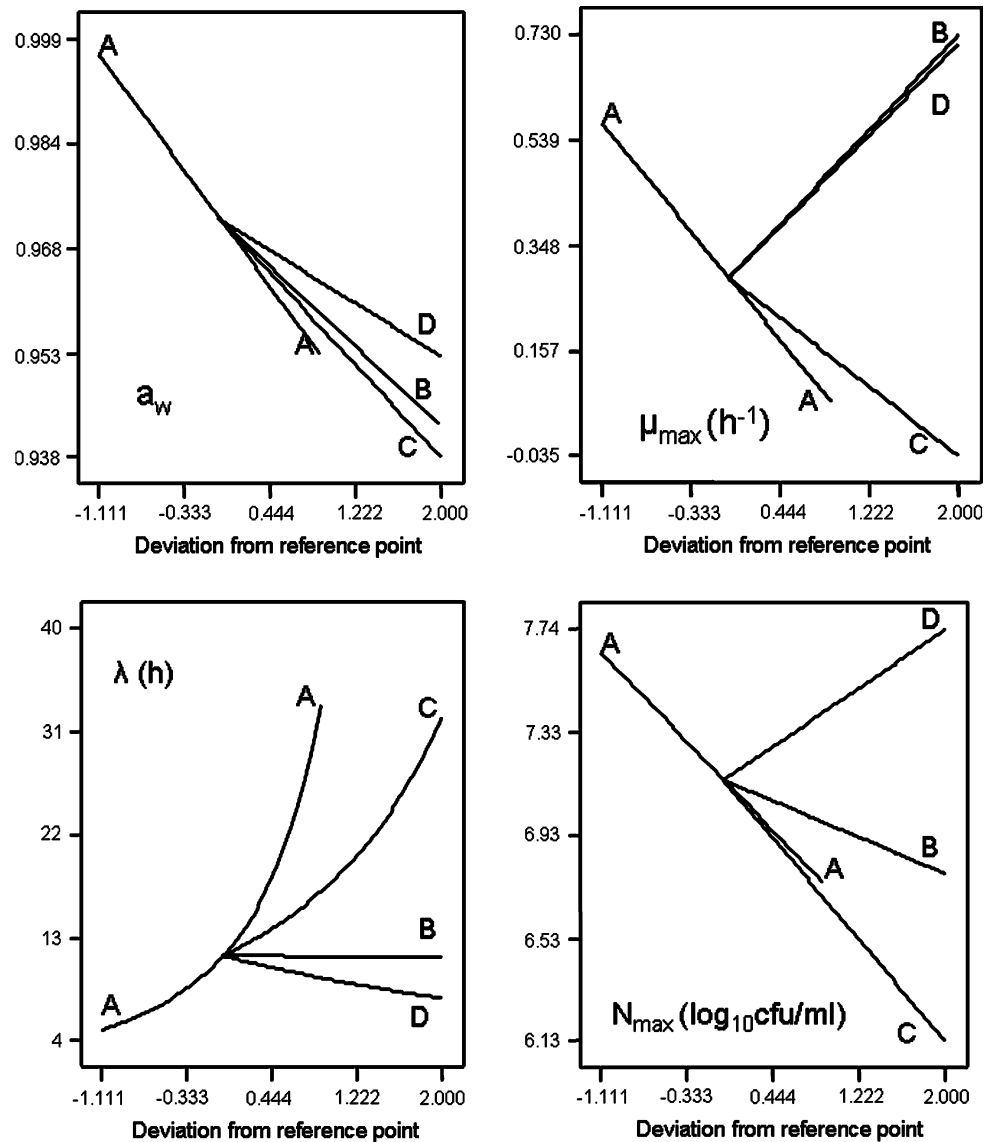 0.999
A
0.984
0.968
D
0.953
A
B
a_w
C
0.938
-1.111 -0.333 0.444 1.222 2.000
Deviation from reference point
0.730
B
D
A
0.539
0.348
0.157
A
μ_max (h⁻¹)
C
-0.035
-1.111 -0.333 0.444 1.222 2.000
Deviation from reference point
40
λ (h)
A
C
31
22
B
13
A
D
4
-1.111 -0.333 0.444 1.222 2.000
Deviation from reference point
7.74
D
A
7.33
6.93
B
A
6.53
N_max (log₁₀cfu/ml)
C
6.13
-1.111 -0.333 0.444 1.222 2.000
Deviation from reference point